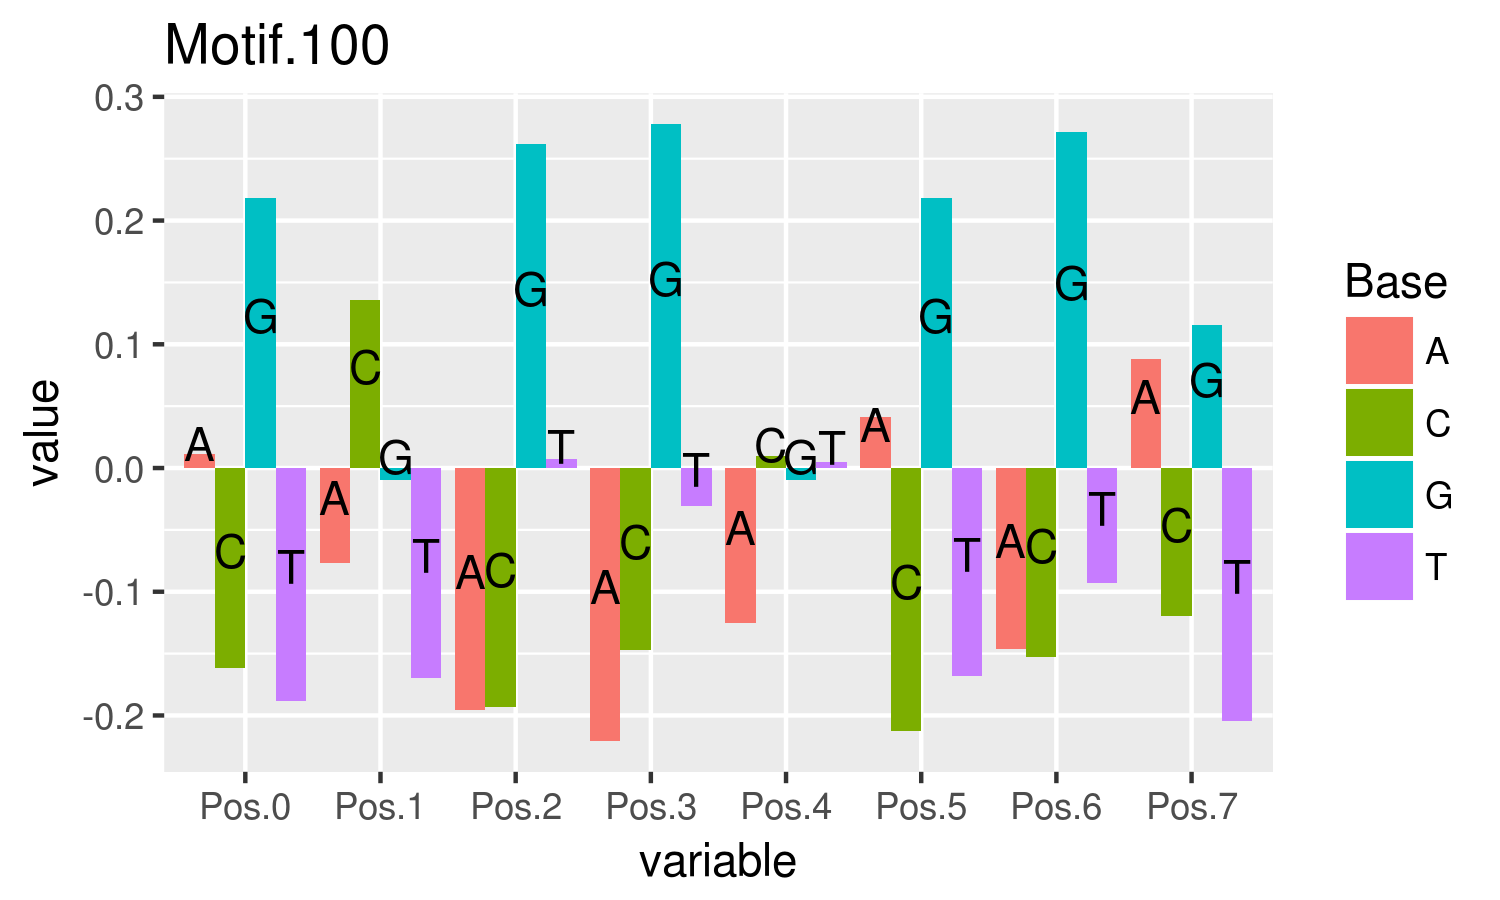 Motif.100
0.3
0.2
0.1
0.0
-0.1
-0.2
value
A C G T
A C G T
A C G T
A C G T
A C G T
A C G T
A C G T
A C G T
Pos.0 Pos.1 Pos.2 Pos.3 Pos.4 Pos.5 Pos.6 Pos.7
variable
Base
A
C
G
T